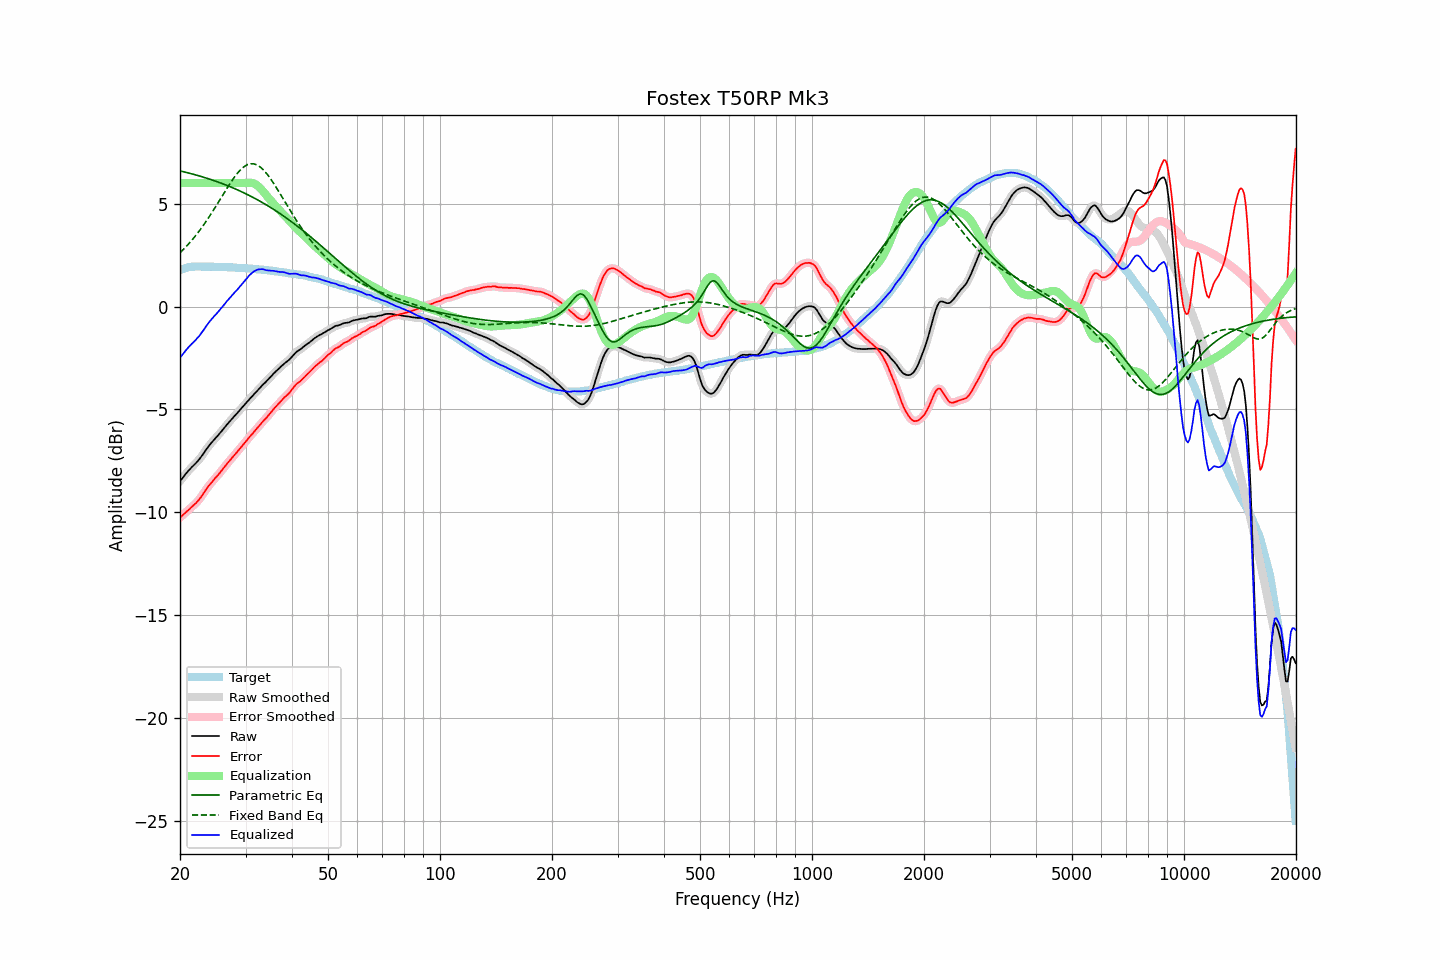 Fostex T50RP Mk3
Amplitude (dBr)
5
0
−5
−10
−15
−20
−25
Target
Raw Smoothed
Error Smoothed
Raw
Error
Equalization
Parametric Eq
Fixed Band Eq
Equalized
20 50 100 200 500 1000 2000 5000 10000 20000
Frequency (Hz)